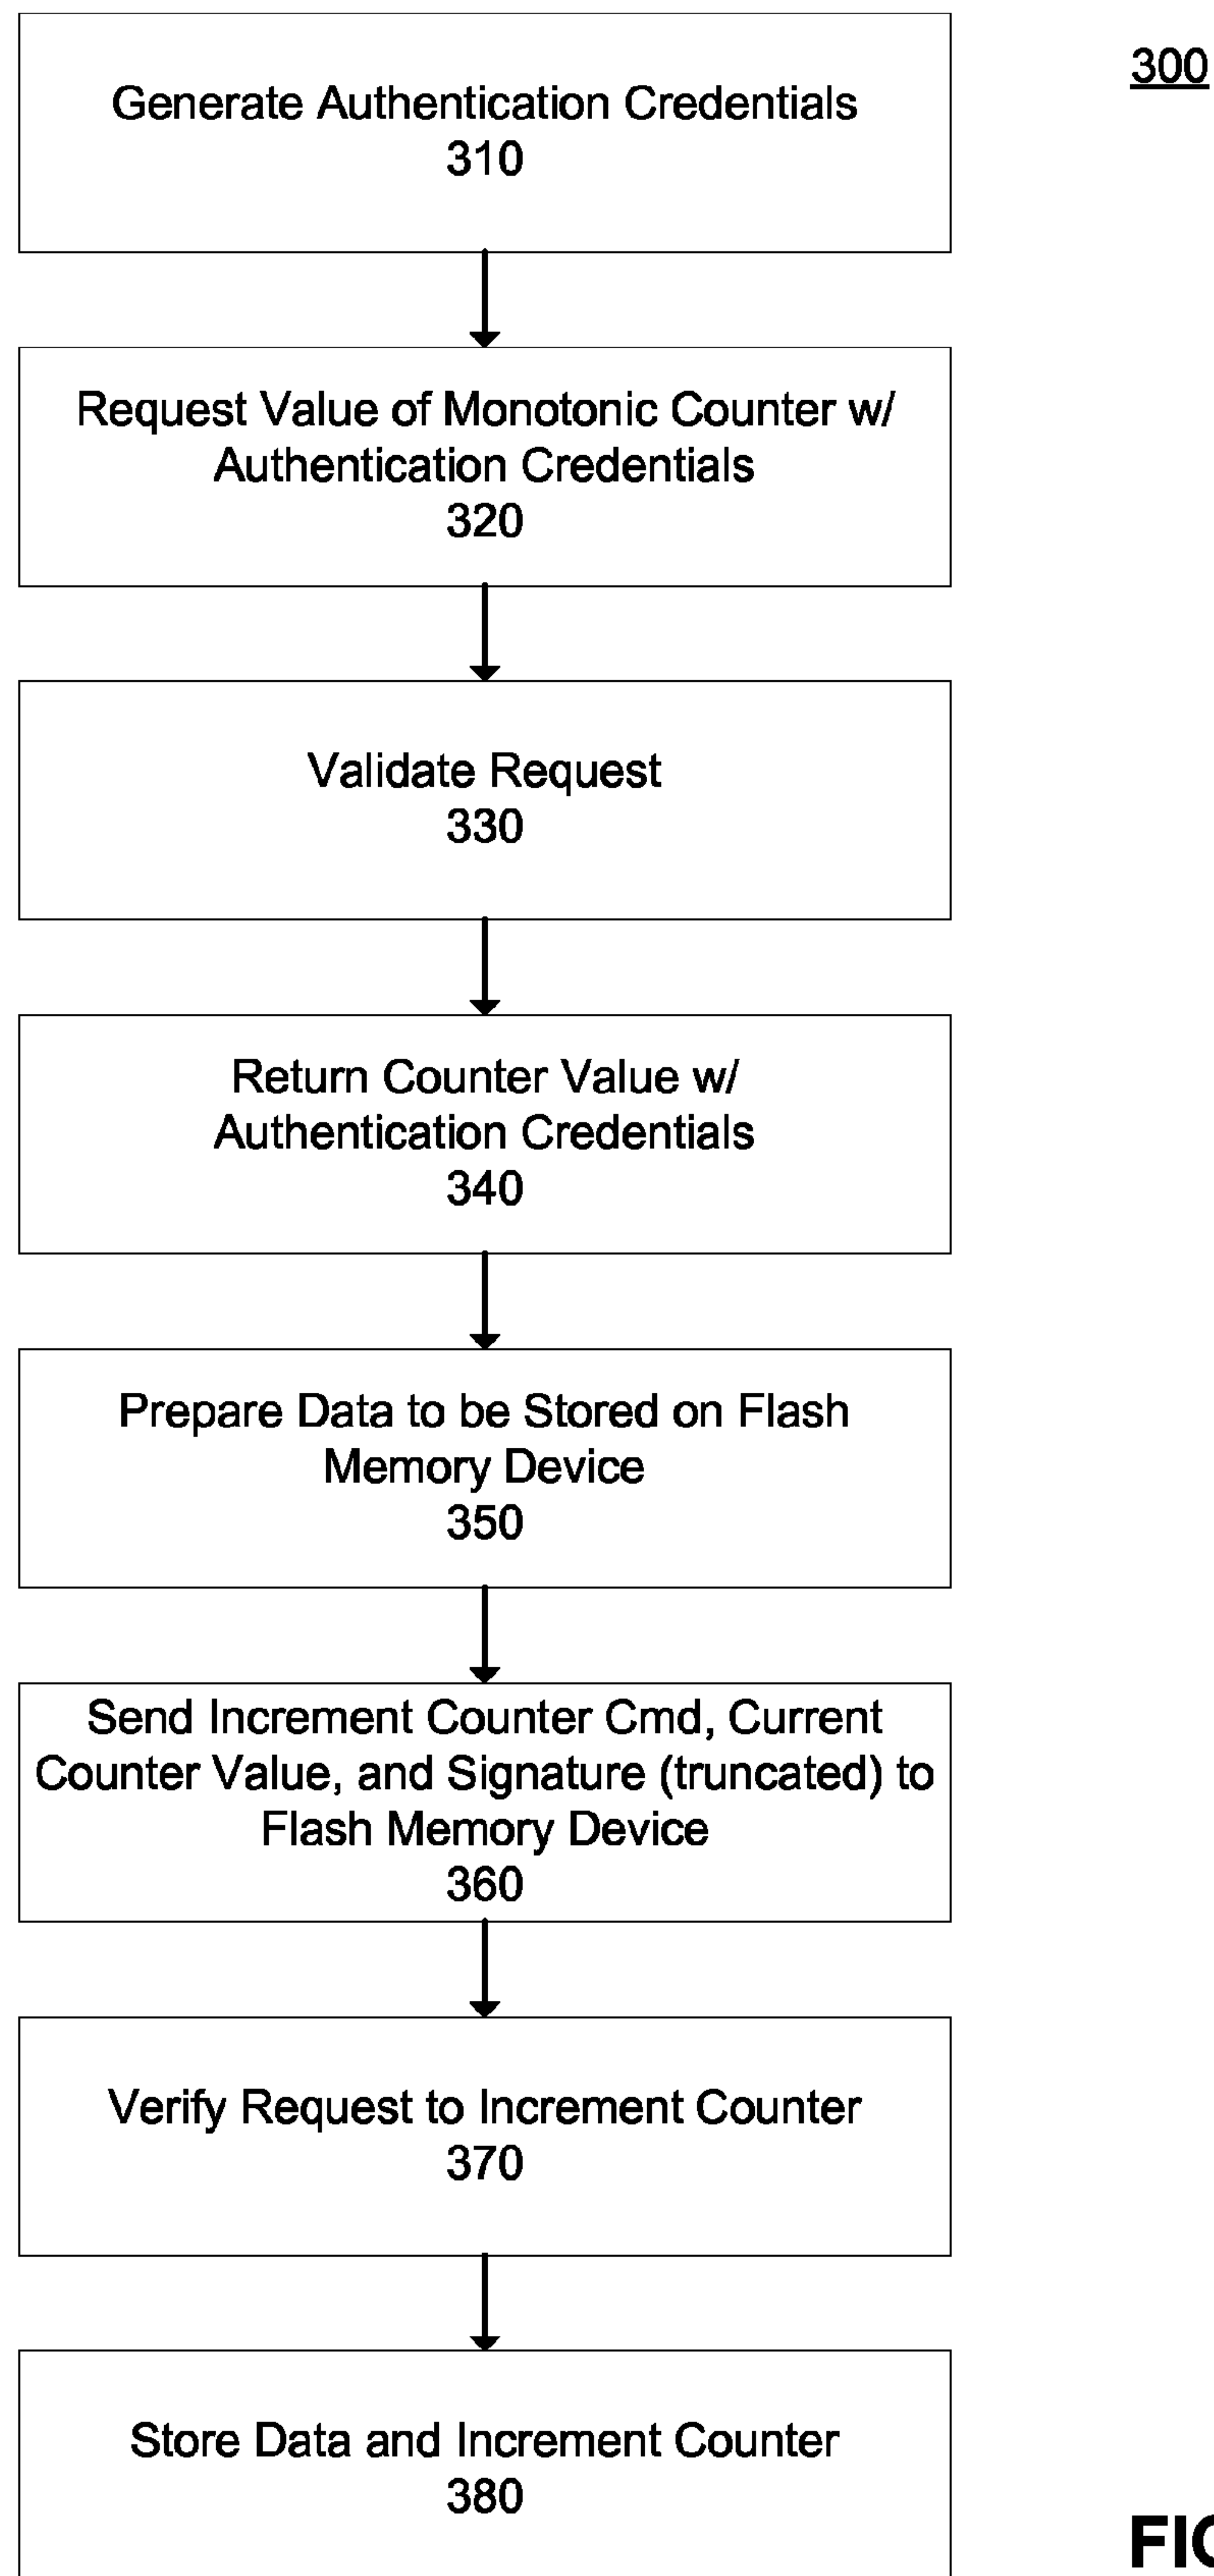 300
Generate Authentication Credentials
310
Request Value of Monotonic Counter w/
Authentication Credentials
320
Validate Request
330
Return Counter Value w/
Authentication Credentials
340
Prepare Data to be Stored on Flash
Memory Device
350
Send Increment Counter Cmd, Current
Counter Value, and Signature (truncated) to
Flash Memory Device
360
Verify Request to Increment Counter
370
Store Data and Increment Counter
380